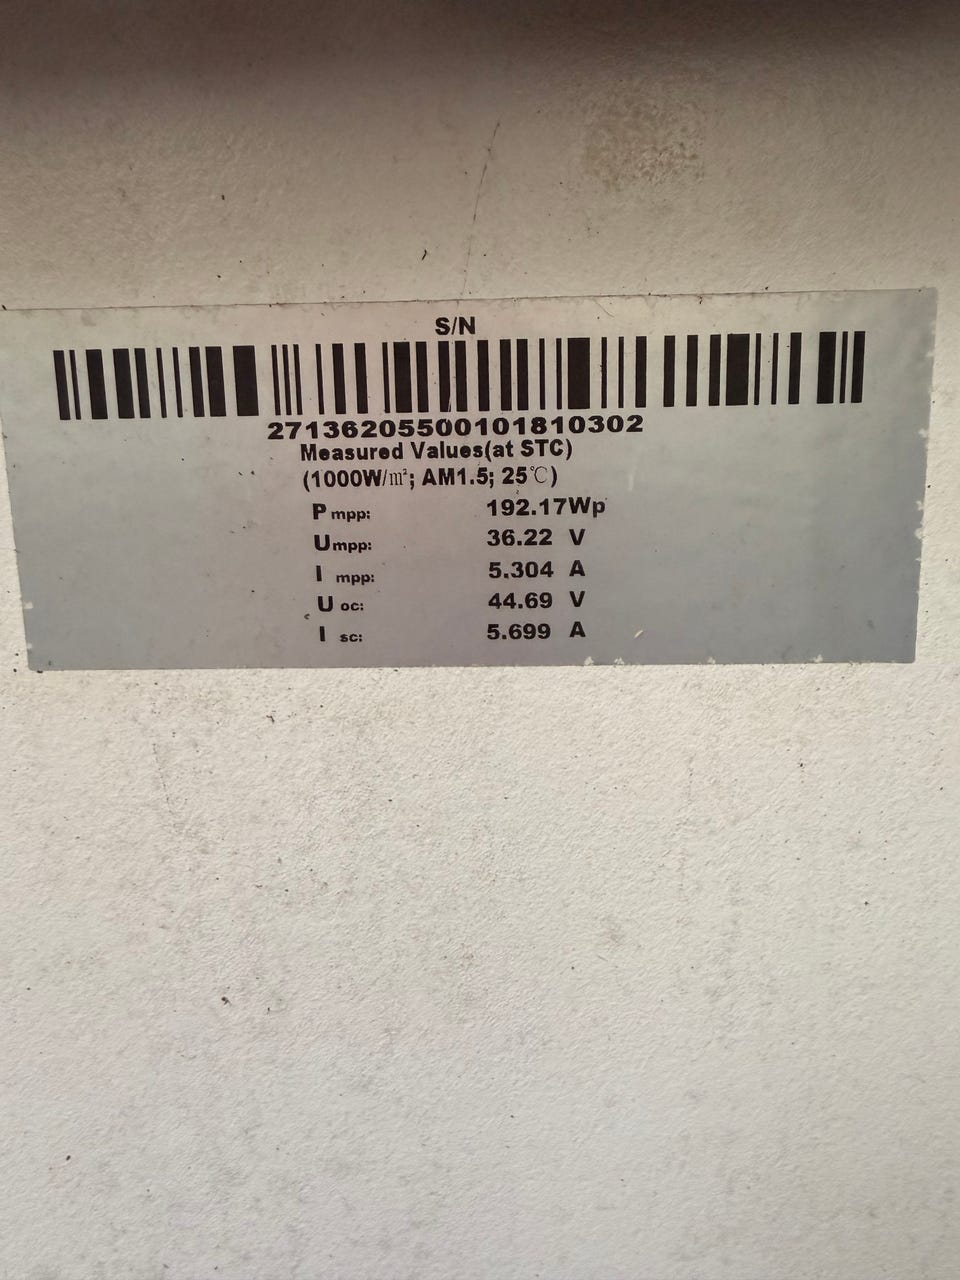 S/N
27136205500101810302
Measured Values(at STC)
(1000W/㎡; AM1.5; 25℃)
Pmpp: 192.17Wp
Umpp: 36.22 V
I mpp: 5.304 A
U oc: 44.69 V
I sc: 5.699 A